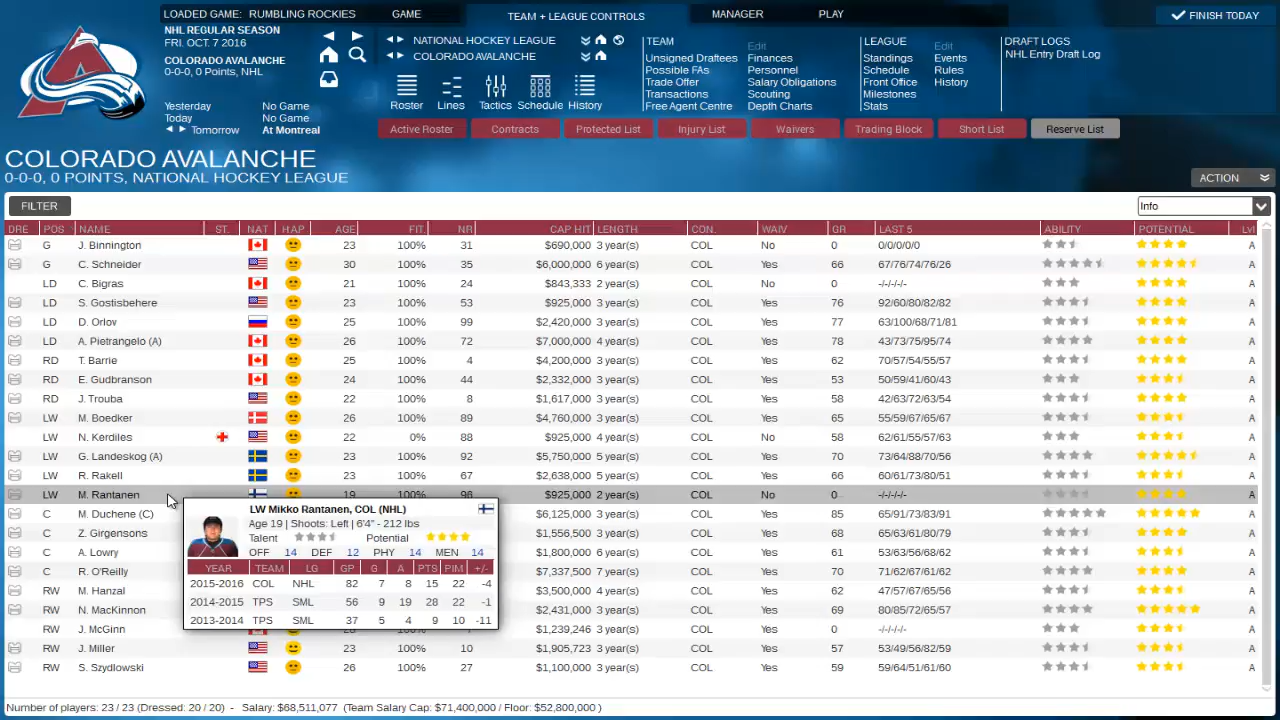 LOADED GAME: RUMBLING ROCKIES
GAME
TEAM + LEAGUE CONTROLS
MANAGER
PLAY
FINISH TODAY
NHL REGULAR SEASON
FRI. OCT. 7 2016
COLORADO AVALANCHE
0-0-0, 0 Points, NHL
Yesterday No Game
Today No Game
Tomorrow At Montreal
NATIONAL HOCKEY LEAGUE
COLORADO AVALANCHE
Roster Lines Tactics Schedule History
TEAM
Unsigned Draftees
Possible FAs
Trade Offer
Transactions
Free Agent Centre
Edit
Finances
Personnel
Salary Obligations
Scouting
Depth Charts
LEAGUE
Standings
Schedule
Front Office
Milestones
Stats
Edit
Events
Rules
History
DRAFT LOGS
NHL Entry Draft Log
Active Roster Contracts Protected List Injury List Waivers Trading Block Short List Reserve List
COLORADO AVALANCHE
0-0-0, 0 POINTS, NATIONAL HOCKEY LEAGUE
ACTION
FILTER
Info
DRE POS NAME ST. NAT HAP AGE FIT. NR CAP HIT LENGTH CON. WAIV GR LAST 5 ABILITY POTENTIAL LVI
G J. Binnington 23 100% 31 $690,000 3 year(s) COL No 0 0/0/0/0/0 A
G C. Schneider 30 100% 35 $6,000,000 6 year(s) COL Yes 66 67/76/74/76/26 A
LD C. Bigras 21 100% 24 $843,333 2 year(s) COL No 0 -/-/-/-/- A
LD S. Gostisbehere 23 100% 53 $925,000 3 year(s) COL Yes 76 92/60/80/82/82 A
LD D. Orlov 25 100% 99 $2,420,000 3 year(s) COL Yes 77 63/100/68/71/81 A
LD A. Pietrangelo (A) 26 100% 72 $7,000,000 4 year(s) COL Yes 78 43/73/75/95/74 A
RD T. Barrie 25 100% 4 $4,200,000 3 year(s) COL Yes 62 70/57/54/55/57 A
RD E. Gudbranson 24 100% 44 $2,332,000 3 year(s) COL Yes 53 50/59/41/60/43 A
RD J. Trouba 22 100% 8 $1,617,000 3 year(s) COL Yes 58 42/63/72/63/54 A
LW M. Boedker 26 100% 89 $4,760,000 3 year(s) COL Yes 65 55/59/67/65/67 A
LW N. Kerdiles 22 0% 88 $925,000 4 year(s) COL No 58 62/61/55/57/63 A
LW G. Landeskog (A) 23 100% 92 $5,750,000 5 year(s) COL Yes 70 73/64/88/70/56 A
LW R. Rakell 23 100% 67 $2,638,000 5 year(s) COL Yes 66 60/61/73/80/51 A
LW M. Rantanen 19 100% 96 $925,000 2 year(s) COL No 0 -/-/-/-/- A
C M. Duchene (C) $6,125,000 3 year(s) COL Yes 85 65/91/73/83/91 A
C Z. Girgensons $1,556,500 3 year(s) COL Yes 68 65/63/61/80/79 A
C A. Lowry $1,800,000 6 year(s) COL Yes 61 53/63/56/68/62 A
C R. O'Reilly $7,337,500 7 year(s) COL Yes 71 62/67/62/61/80 A
RW M. Hanzal $3,500,000 4 year(s) COL Yes 62 47/57/67/65/56 A
RW N. MacKinnon $2,431,000 3 year(s) COL Yes 69 80/85/72/65/57 A
RW J. McGinn $1,239,246 3 year(s) COL Yes 0 -/-/-/-/- A
RW J. Miller 23 100% 10 $1,905,723 3 year(s) COL Yes 57 53/49/56/82/59 A
RW S. Szydlowski 26 100% 27 $1,100,000 3 year(s) COL Yes 59 59/64/51/61/60 A
LW Mikko Rantanen, COL (NHL)
Age 19 | Shoots: Left | 6'4" - 212 lbs
Talent Potential
OFF 14 DEF 12 PHY 14 MEN 14
YEAR TEAM LG GP G A PTS PIM +/-
2015-2016 COL NHL 82 7 8 15 22 -4
2014-2015 TPS SML 56 9 19 28 22 -1
2013-2014 TPS SML 37 5 4 9 10 -11
Number of players: 23 / 23 (Dressed: 20 / 20) - Salary: $68,511,077 (Team Salary Cap: $71,400,000 / Floor: $52,800,000 )